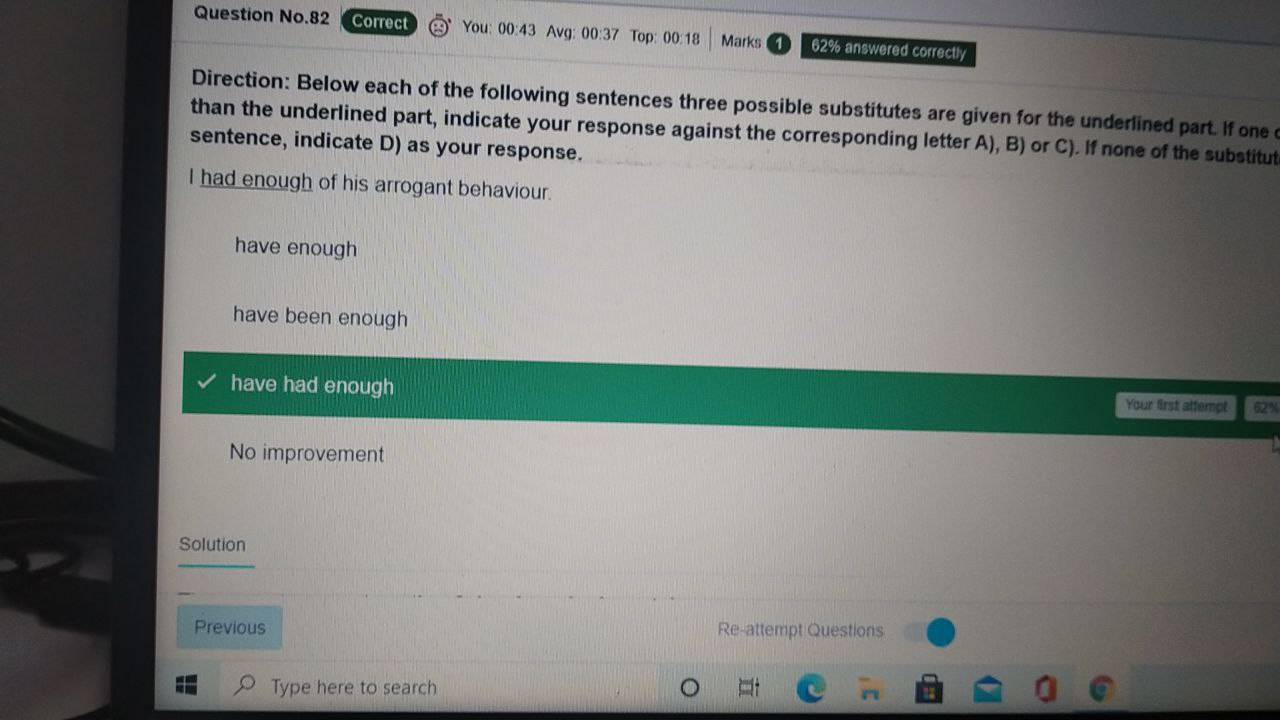 Question No.82 Correct You: 00:43 Avg: 00:37 Top: 00:18 Marks 1 62% answered correctly
Direction: Below each of the following sentences three possible substitutes are given for the underlined part. If one
than the underlined part, indicate your response against the corresponding letter A), B) or C). If none of the substitut
sentence, indicate D) as your response.
I had enough of his arrogant behaviour.
have enough
have been enough
have had enough Your first attempt 62%
No improvement
Solution
Previous Re-attempt Questions
Type here to search